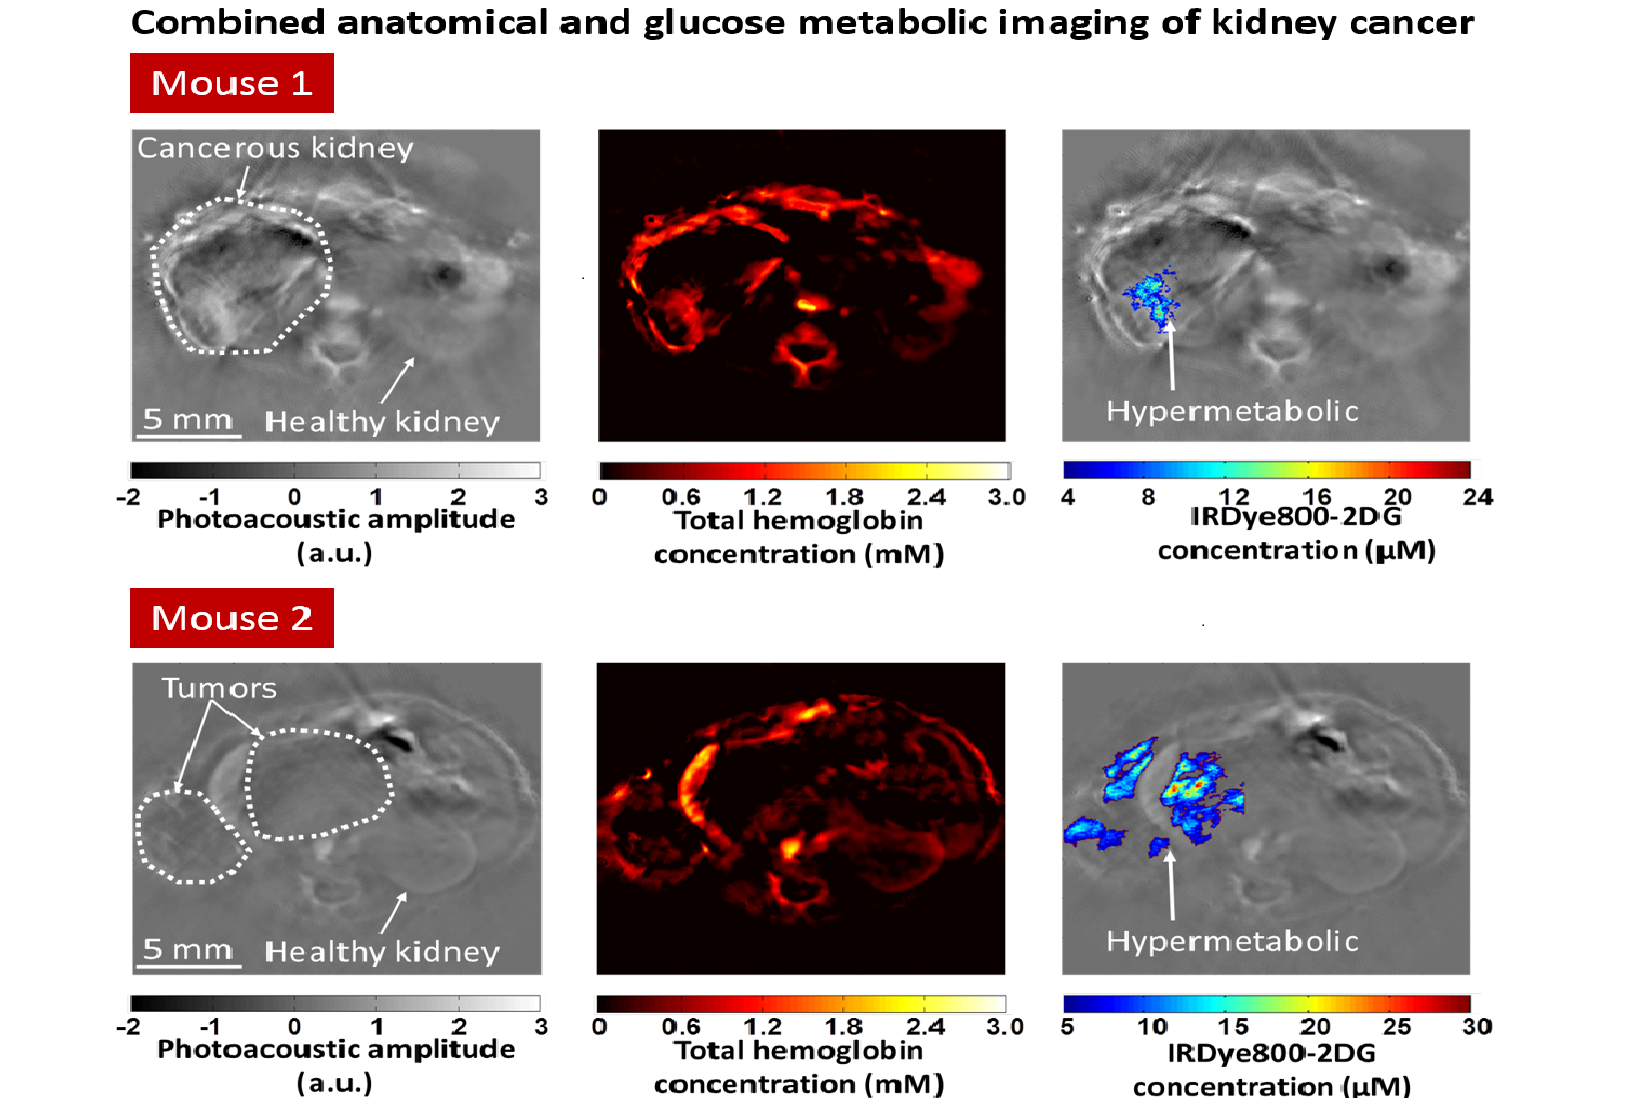 Combined anatomical and glucose metabolic imaging of kidney cancer
Mouse 1
Cancerous kidney
5 mm
Healthy kidney
Hypermetabolic
-2 -1 0 1 2 3
Photoacoustic amplitude
(a.u.)
0 0.6 1.2 1.8 2.4 3.0
Total hemoglobin
concentration (mM)
4 8 12 16 20 24
IRDye800-2DG
concentration (µM)
Mouse 2
Tumors
5 mm
Healthy kidney
Hypermetabolic
-2 -1 0 1 2 3
Photoacoustic amplitude
(a.u.)
0 0.6 1.2 1.8 2.4 3.0
Total hemoglobin
concentration (mM)
5 10 15 20 25 30
IRDye800-2DG
concentration (µM)